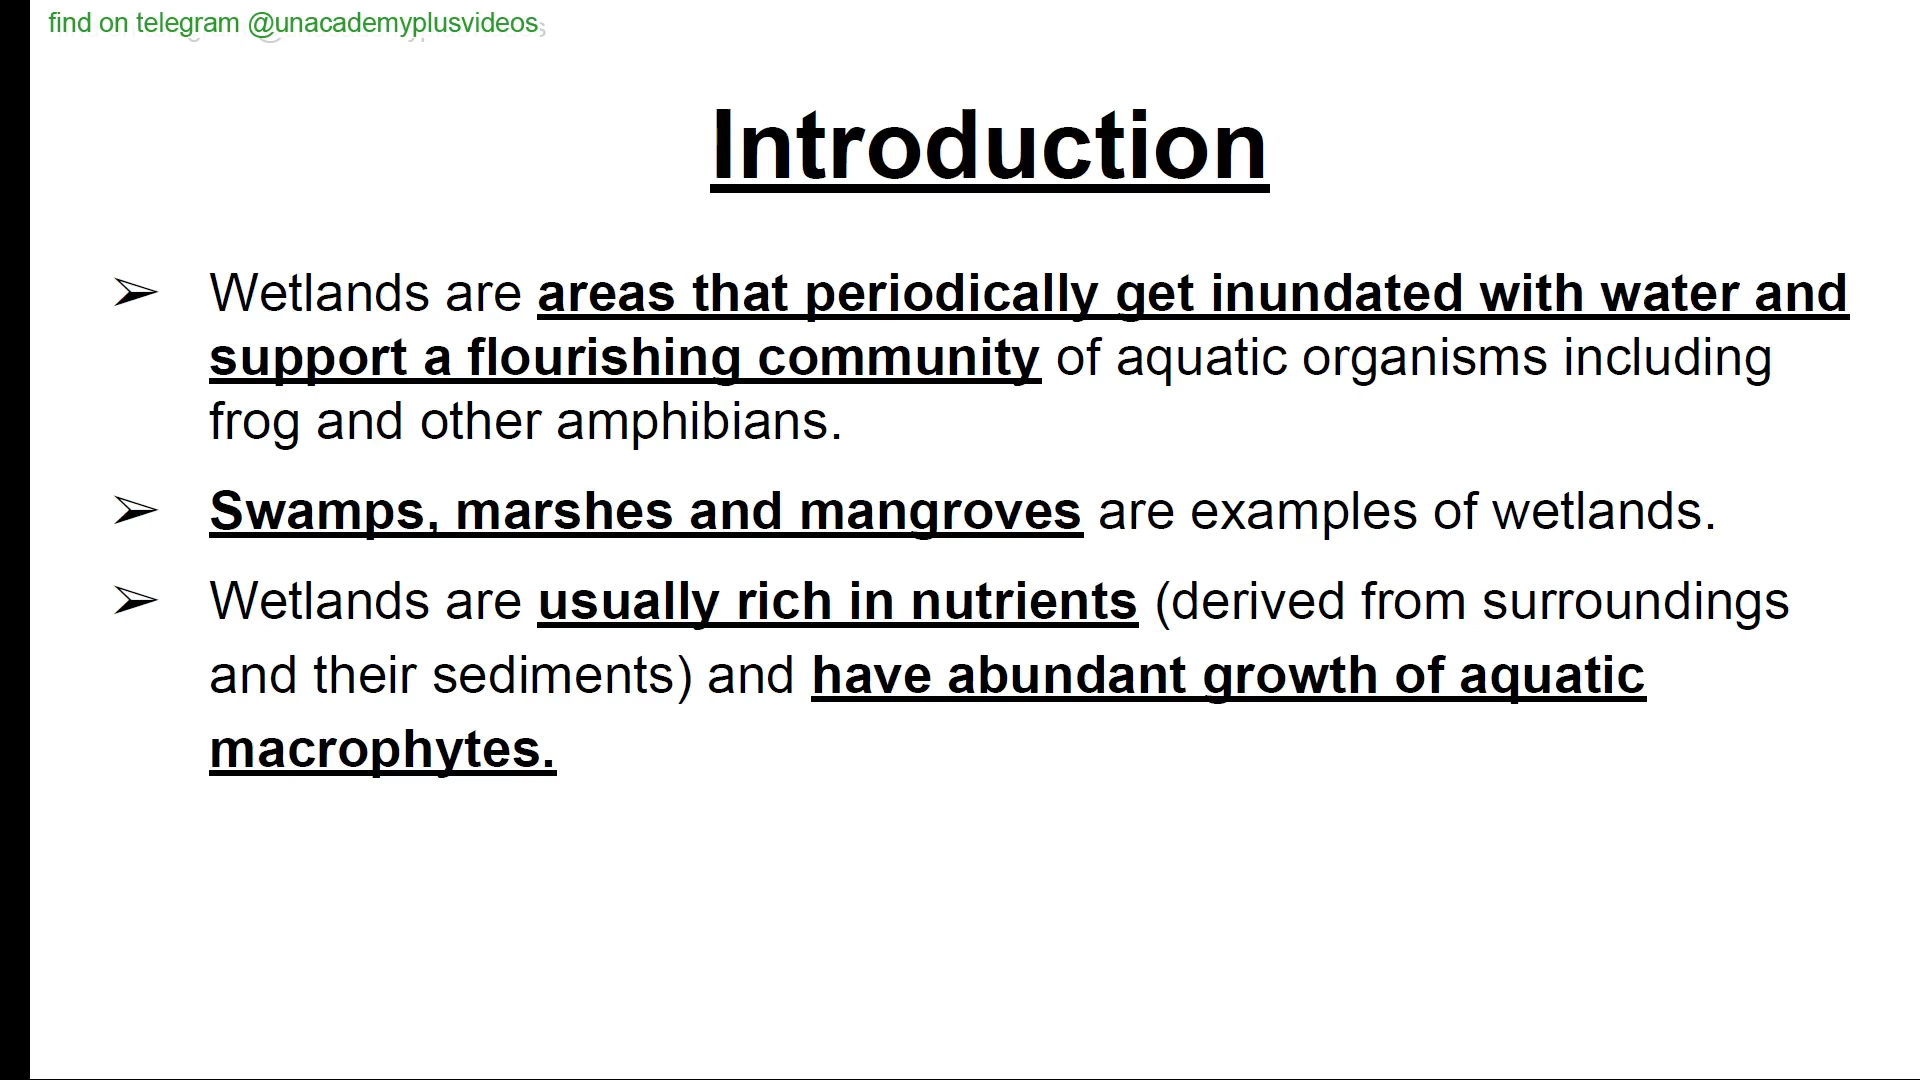 find on telegram @unacademyplusvideos
Introduction
➢ Wetlands are areas that periodically get inundated with water and
support a flourishing community of aquatic organisms including
frog and other amphibians.
➢ Swamps, marshes and mangroves are examples of wetlands.
➢ Wetlands are usually rich in nutrients (derived from surroundings
and their sediments) and have abundant growth of aquatic
macrophytes.